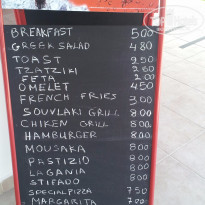 BREAKFAST 500
GREEK SALAD 480
TOAST 250
TZATZIKI 250
FETA 200
OMELET 450
FRENCH FRIES 300
SOUVLAKI GRILL 800
CHIKEN GRILL 800
HAMBURGER 800
MOUSAKA 800
PASTIZIO 800
LAGANIA 800
STIFADO 800
SPECIAL PIZZA 750
MARGARITA 700